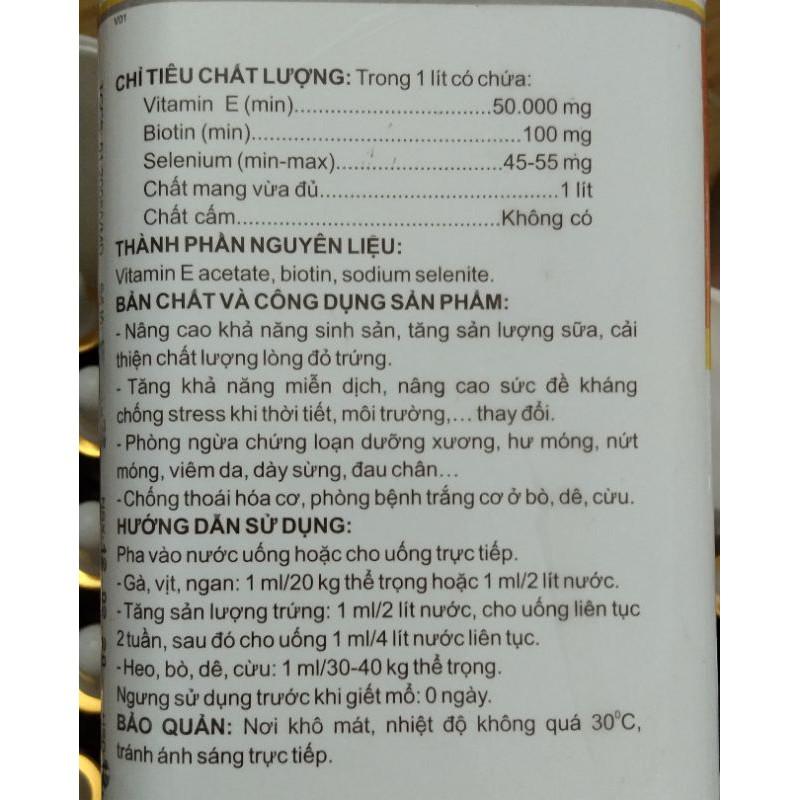 V01
CHỈ TIÊU CHẤT LƯỢNG: Trong 1 lít có chứa:
Vitamin E (min)................................50.000 mg
Biotin (min)............................................100 mg
Selenium (min-max)...........................45-55 mg
Chất mang vừa đủ.......................................1 lít
Chất cấm..........................................Không có
THÀNH PHẦN NGUYÊN LIỆU:
Vitamin E acetate, biotin, sodium selenite.
BẢN CHẤT VÀ CÔNG DỤNG SẢN PHẨM:
- Nâng cao khả năng sinh sản, tăng sản lượng sữa, cải
thiện chất lượng lòng đỏ trứng.
- Tăng khả năng miễn dịch, nâng cao sức đề kháng
chống stress khi thời tiết, môi trường,... thay đổi.
- Phòng ngừa chứng loạn dưỡng xương, hư móng, nứt
móng, viêm da, dày sừng, đau chân...
- Chống thoái hóa cơ, phòng bệnh trắng cơ ở bò, dê, cừu.
HƯỚNG DẪN SỬ DỤNG:
Pha vào nước uống hoặc cho uống trực tiếp.
- Gà, vịt, ngan: 1 ml/20 kg thể trọng hoặc 1 ml/2 lít nước.
- Tăng sản lượng trứng: 1 ml/2 lít nước, cho uống liên tục
2 tuần, sau đó cho uống 1 ml/4 lít nước liên tục.
- Heo, bò, dê, cừu: 1 ml/30-40 kg thể trọng.
Ngưng sử dụng trước khi giết mổ: 0 ngày.
BẢO QUẢN: Nơi khô mát, nhiệt độ không quá 30⁰C,
tránh ánh sáng trực tiếp.